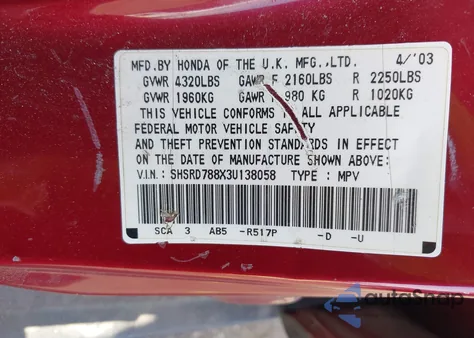 MFD.BY HONDA OF THE U.K. MFG.,LTD. 4/'03
GVWR 4320LBS GAWR F 2160LBS R 2250LBS
GVWR 1960KG GAWR 980 KG R 1020KG
THIS VEHICLE CONFORMS TO ALL APPLICABLE
FEDERAL MOTOR VEHICLE SAFETY
AND THEFT PREVENTION STANDARDS IN EFFECT
ON THE DATE OF MANUFACTURE SHOWN ABOVE:
V.I.N.: SHSRD788X3U138058 TYPE: MPV
SCA 3 AB5 -R517P -D -U
autoSnap